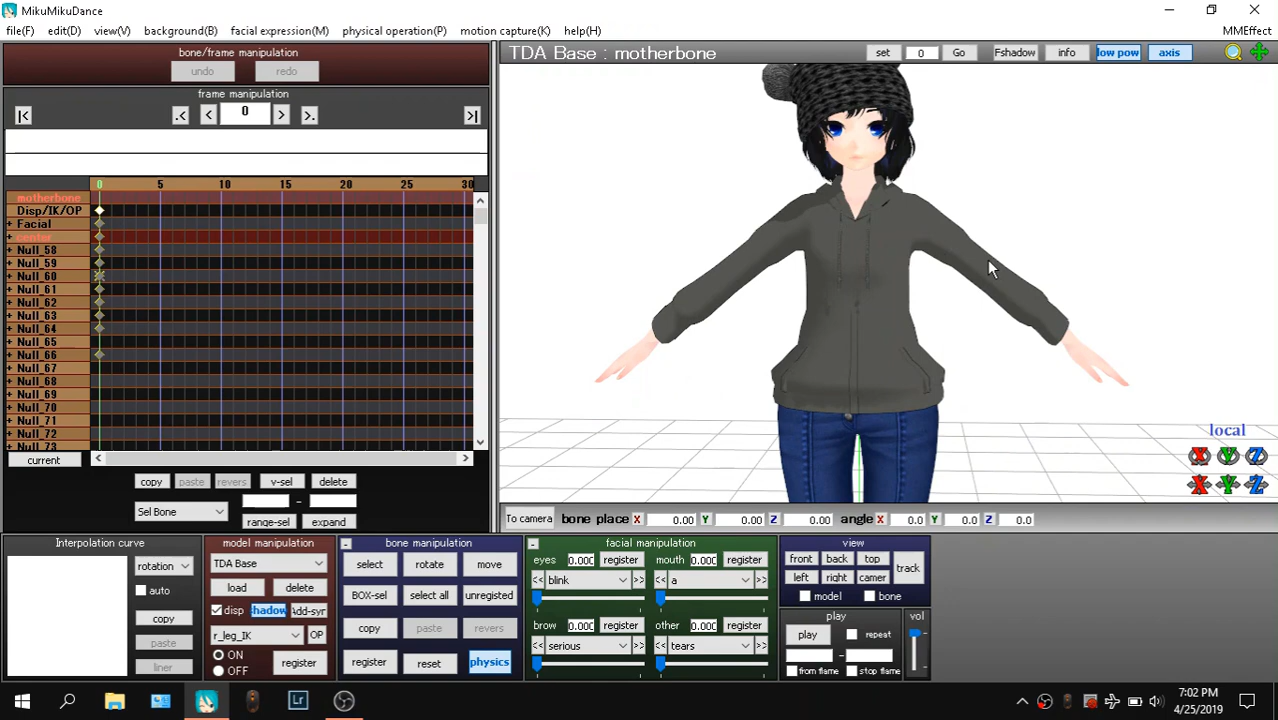 MikuMikuDance
file(F) edit(D) view(V) background(B) facial expression(M) physical operation(P) motion capture(K) help(H) MMEffect
bone/frame manipulation
undo redo
frame manipulation
|< .< < 0 > >. >|
0 5 10 15 20 25 30
motherbone
Disp/IK/OP
+ Facial
+ center
+ Null_58
+ Null_59
+ Null_60
+ Null_61
+ Null_62
+ Null_63
+ Null_64
+ Null_65
+ Null_66
+ Null_67
+ Null_68
+ Null_69
+ Null_70
+ Null_71
+ Null_72
+ Null_73
current
copy paste revers v-sel delete
Sel Bone -
range-sel expand
TDA Base : motherbone set 0 Go Fshadow info low pow axis
local
X Y Z
X Y Z
To camera bone place X 0.00 Y 0.00 Z 0.00 angle X 0.0 Y 0.0 Z 0.0
Interpolation curve
rotation
auto
copy
paste
liner
model manipulation
TDA Base
load delete
disp shadow Add-syn
r_leg_IK OP
ON
OFF
register
- bone manipulation
select rotate move
BOX-sel select all unregisted
copy paste revers
register reset physics
- facial manipulation
eyes 0.000 register mouth 0.000 register
<< blink >> << a >>
brow 0.000 register other 0.000 register
<< serious >> << tears >>
view
front back top
left right camer track
model bone
play
play repeat
-
from flame stop flame
vol
Lr
7:02 PM
4/25/2019